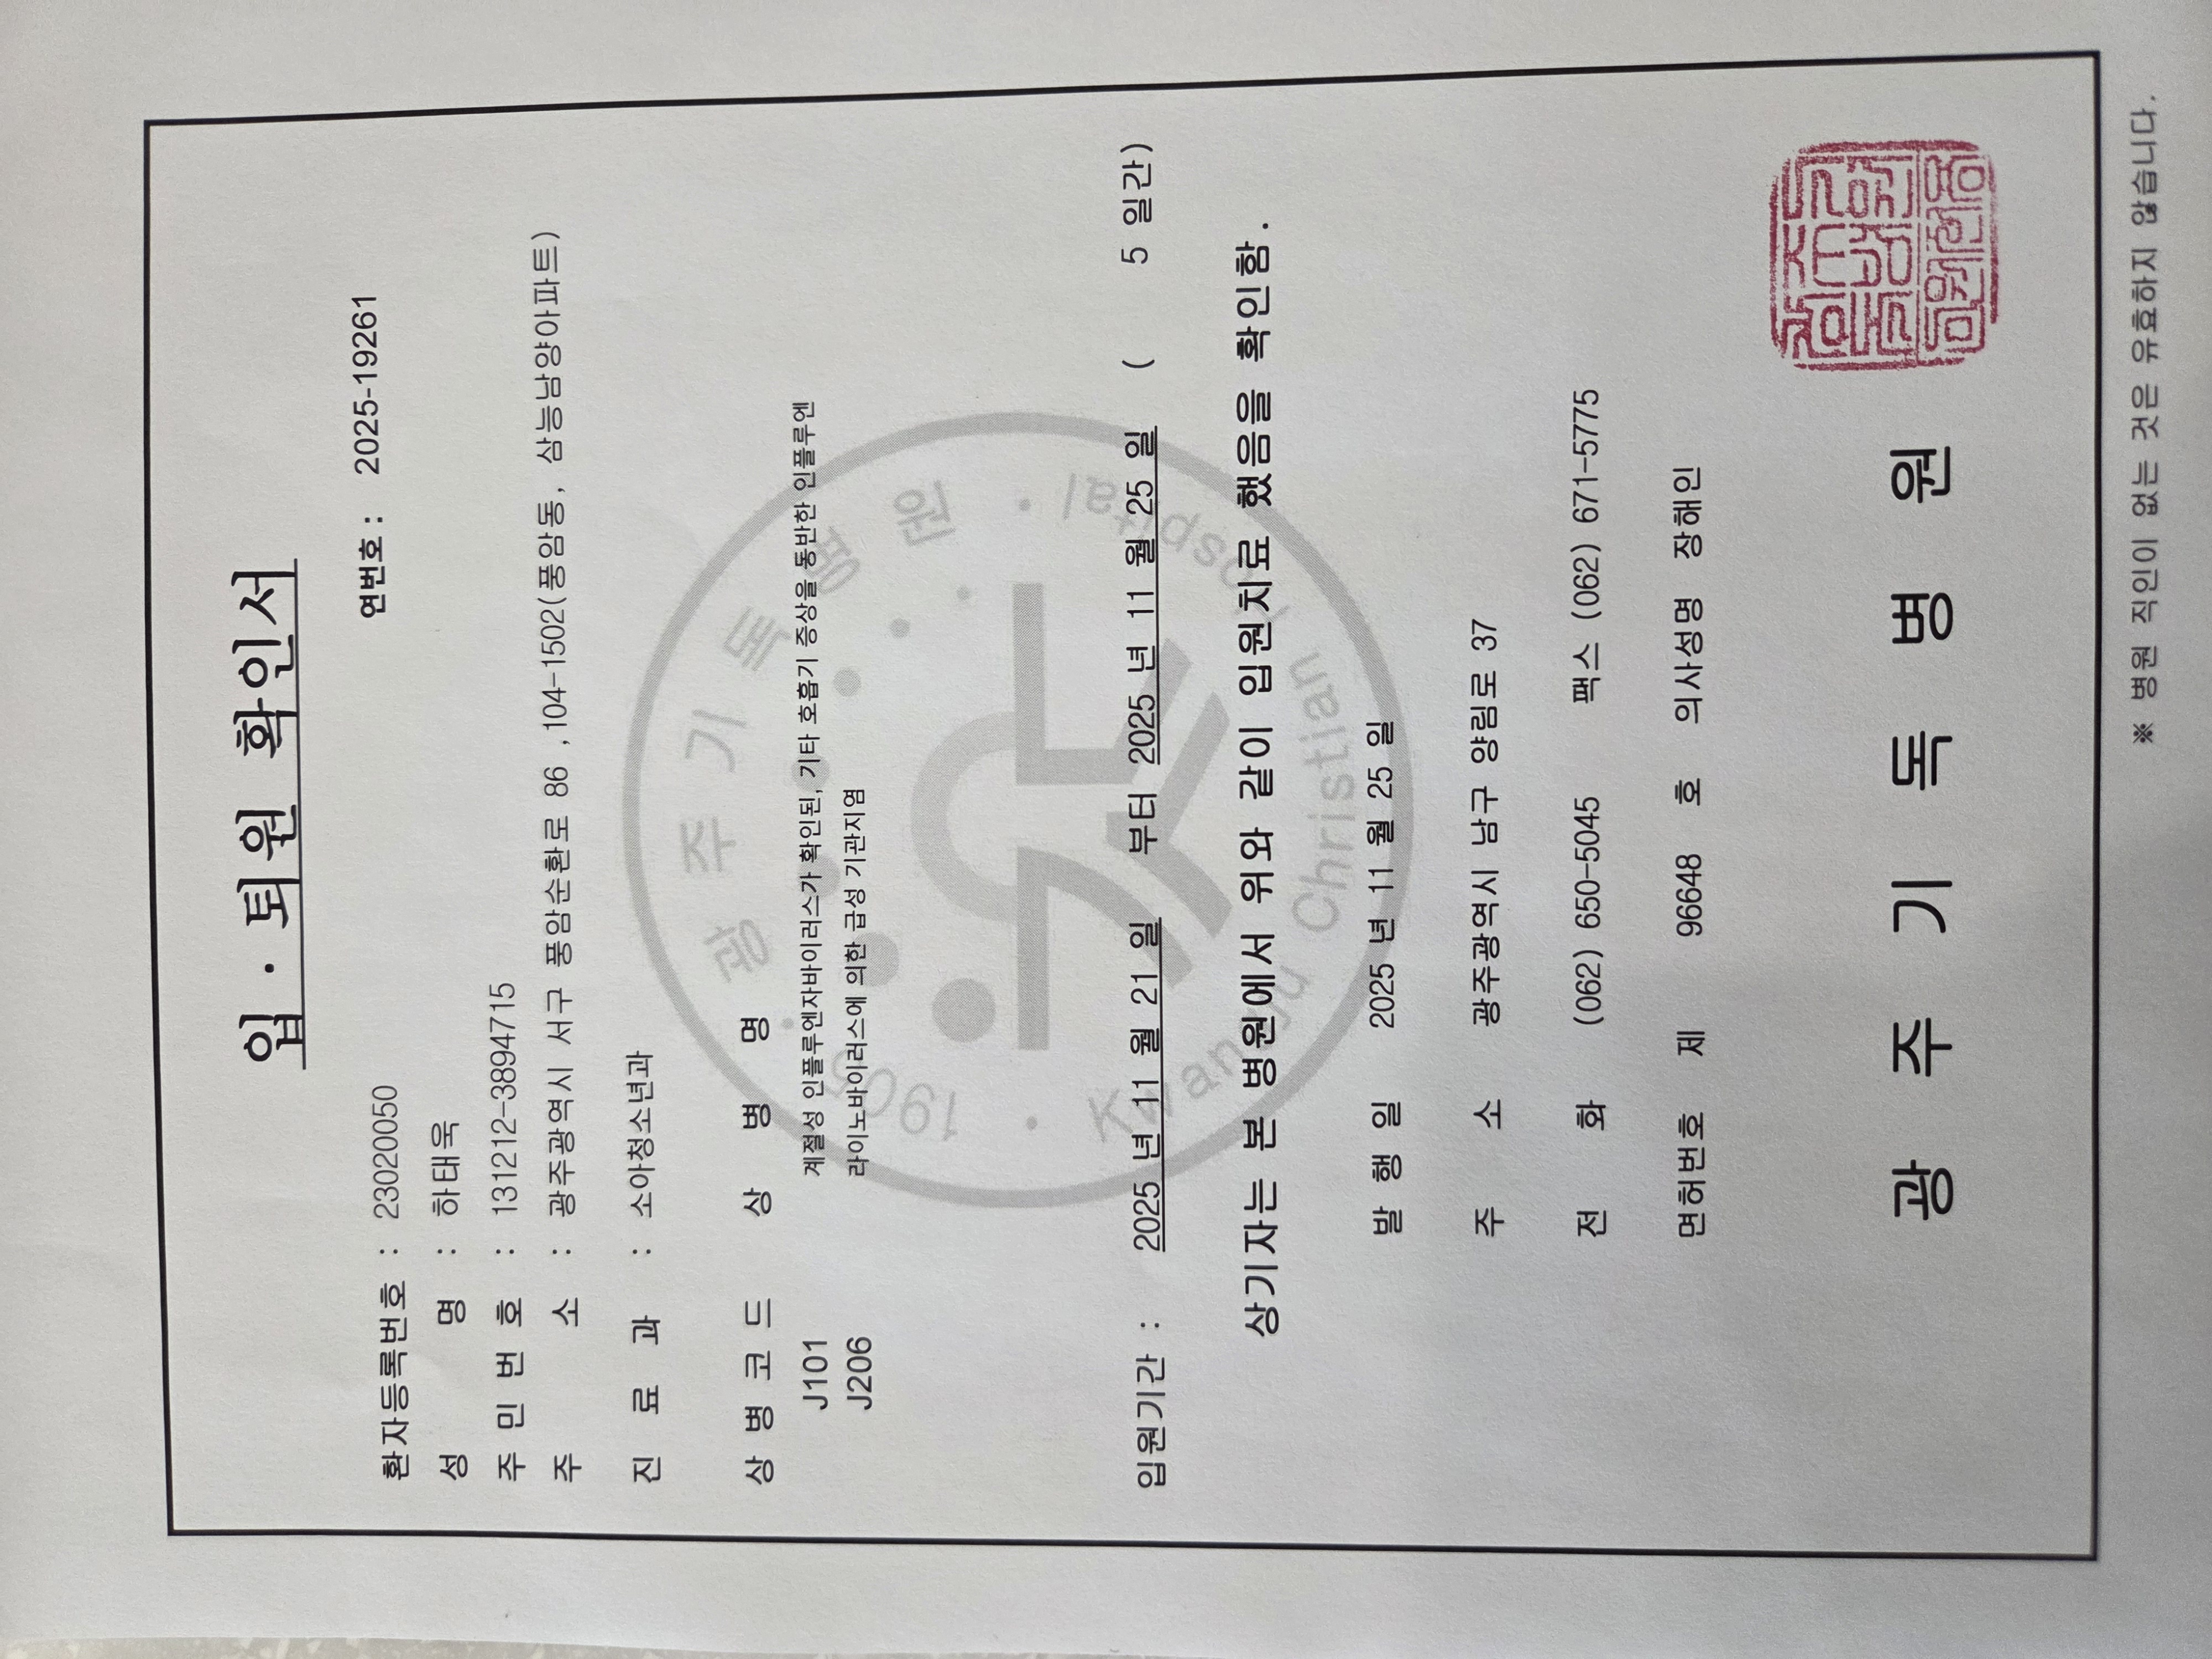 입 · 퇴원 확인서
연번호 : 2025-19261
환자등록번호 : 230200050
성 명 : 하태욱
주 민 번 호 : 131212-3894715
주 소 : 광주광역시 서구 풍암순환로 86 ,104-1502(풍암동, 삼능남양아파트)
진 료 과 : 소아청소년과
상 병 코 드 상 병 명
J101 계절성 인플루엔자바이러스가 확인된, 기타 호흡기 증상을 동반한 인플루엔
J206 라이노바이러스에 의한 급성 기관지염
입원기간 : 2025 년 11 월 21 일 부터 2025 년 11 월 25 일 ( 5 일간)
상기자는 본 병원에서 위와 같이 입원치료 했음을 확인함.
발 행 일 2025 년 11 월 25 일
주 소 광주광역시 남구 양림로 37
전 화 (062) 650-5045 팩스 (062) 671-5775
면허번호 제 96648 호 의사성명 장해인
광 주 기 독 병 원
※ 병원 직인이 없는 것은 유효하지 않습니다.
광주기독병원 · Kwangju Christian Hospital · 1905